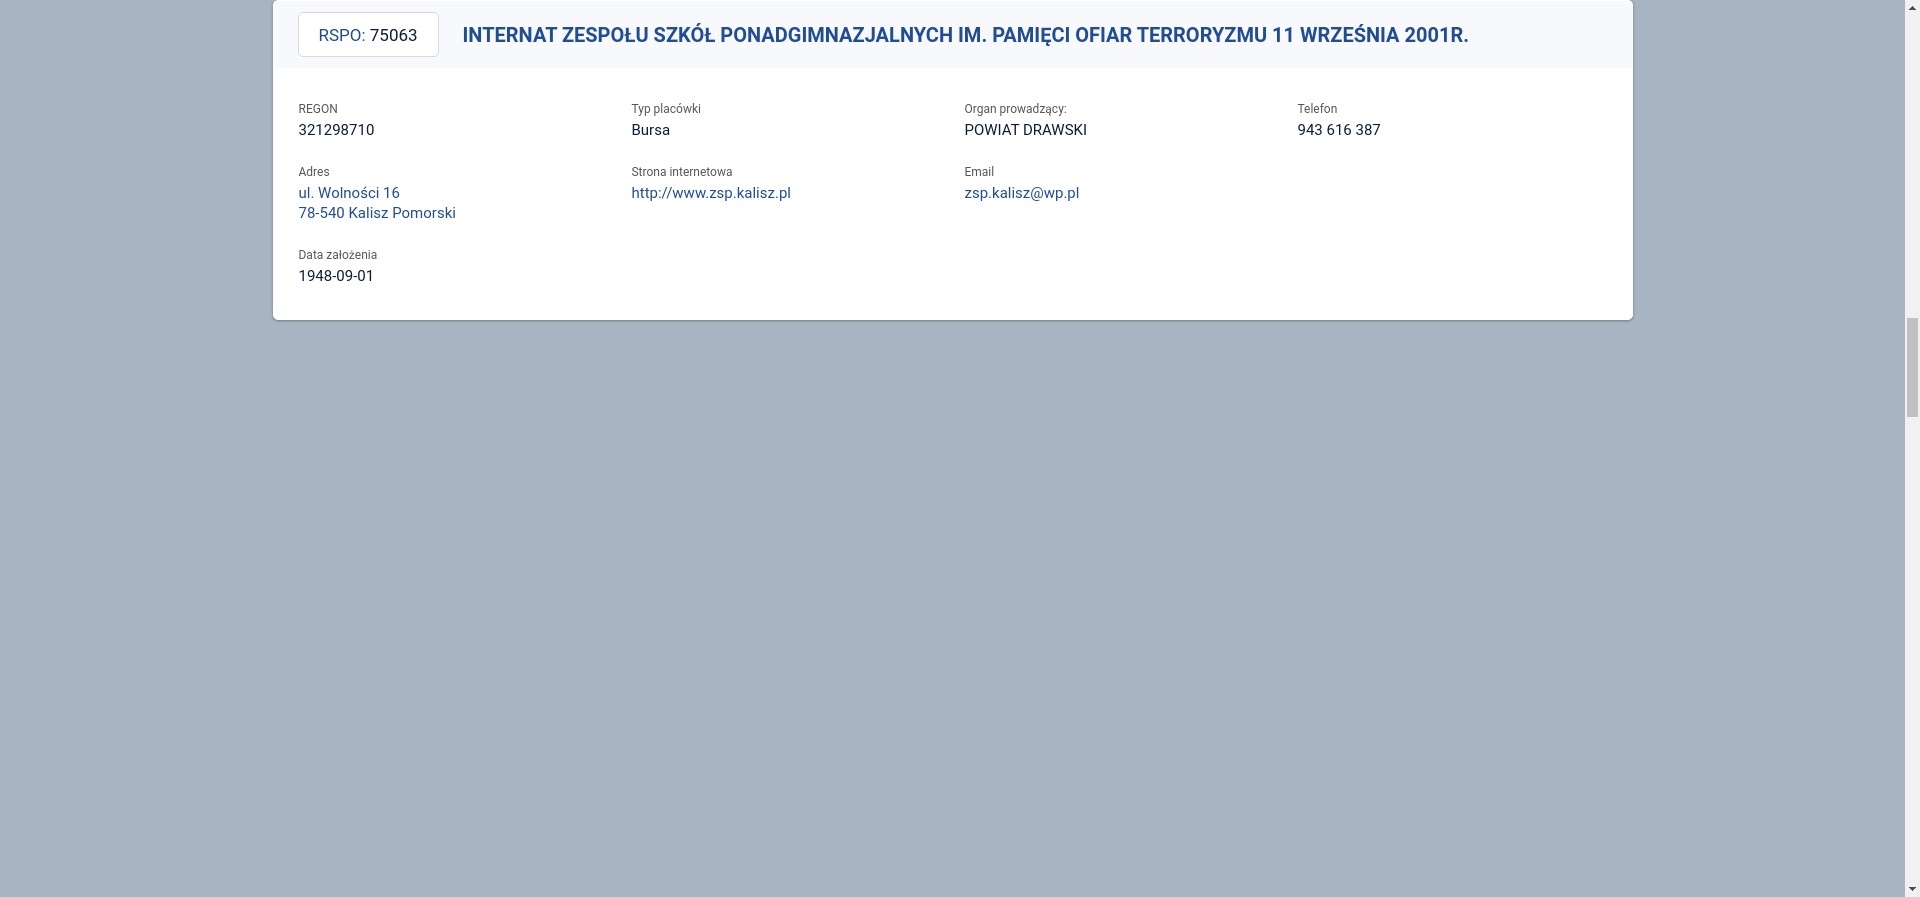 RSPO: 75063
INTERNAT ZESPOŁU SZKÓŁ PONADGIMNAZJALNYCH IM. PAMIĘCI OFIAR TERRORYZMU 11 WRZEŚNIA 2001R.
REGON
321298710
Typ placówki
Bursa
Organ prowadzący:
POWIAT DRAWSKI
Telefon
943 616 387
Adres
ul. Wolności 16
78-540 Kalisz Pomorski
Strona internetowa
http://www.zsp.kalisz.pl
Email
zsp.kalisz@wp.pl
Data założenia
1948-09-01